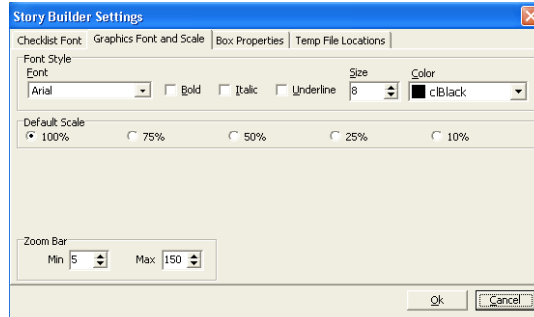 Story Builder Settings
Checklist Font Graphics Font and Scale Box Properties Temp File Locations
Font Style
Font Size Color
Arial Bold Italic Underline 8 clBlack
Default Scale
100% 75% 50% 25% 10%
Zoom Bar
Min 5 Max 150
Ok Cancel